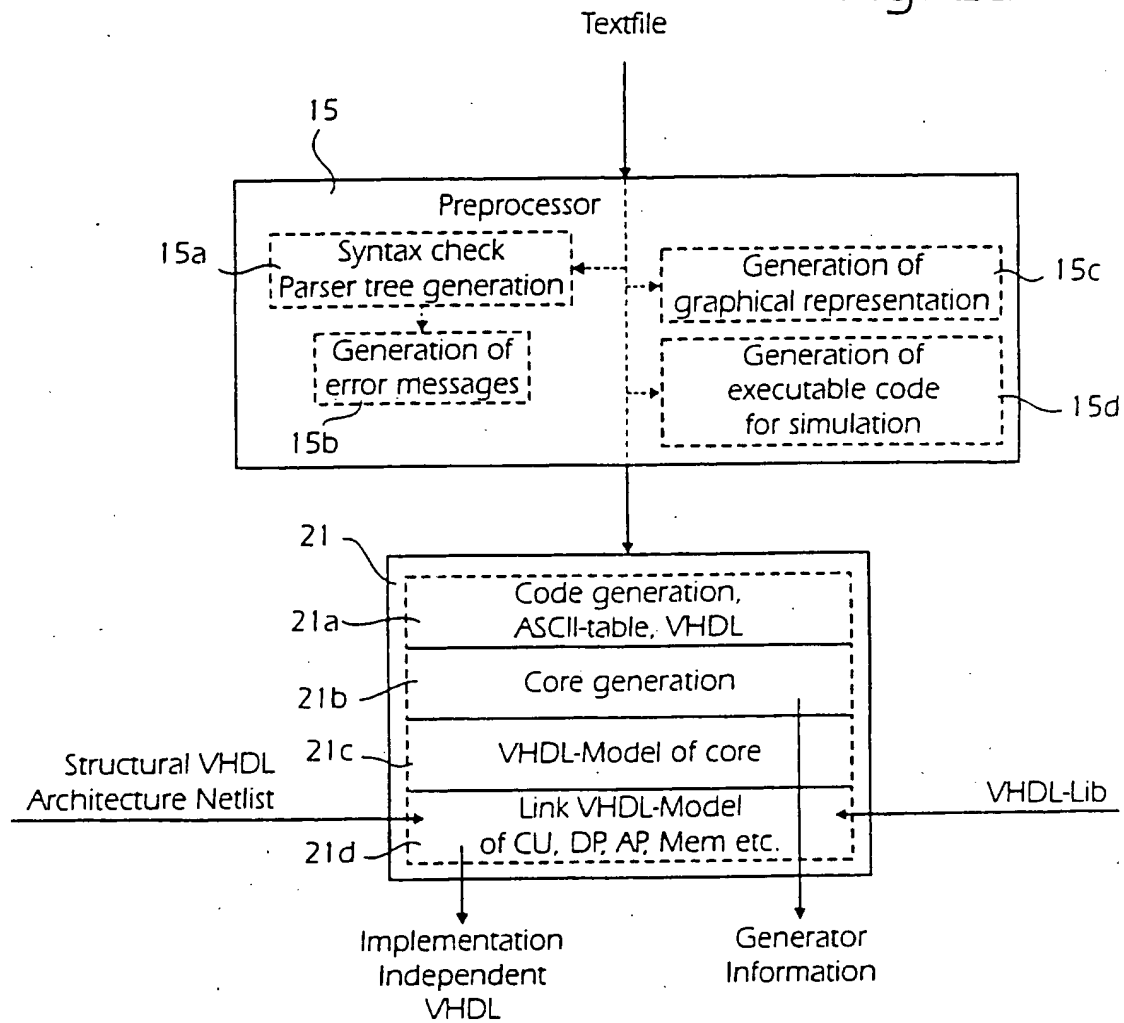 Textfile
15
Preprocessor
15a
Syntax check
Parser tree generation
Generation of
graphical representation
15c
Generation of
error messages
15b
Generation of
executable code
for simulation
15d
21
21a
Code generation,
ASCII-table, VHDL
21b
Core generation
21c
VHDL-Model of core
Structural VHDL
Architecture Netlist
VHDL-Lib
Link VHDL-Model
of CU, DP, AP, Mem etc.
21d
Implementation
Independent
VHDL
Generator
Information